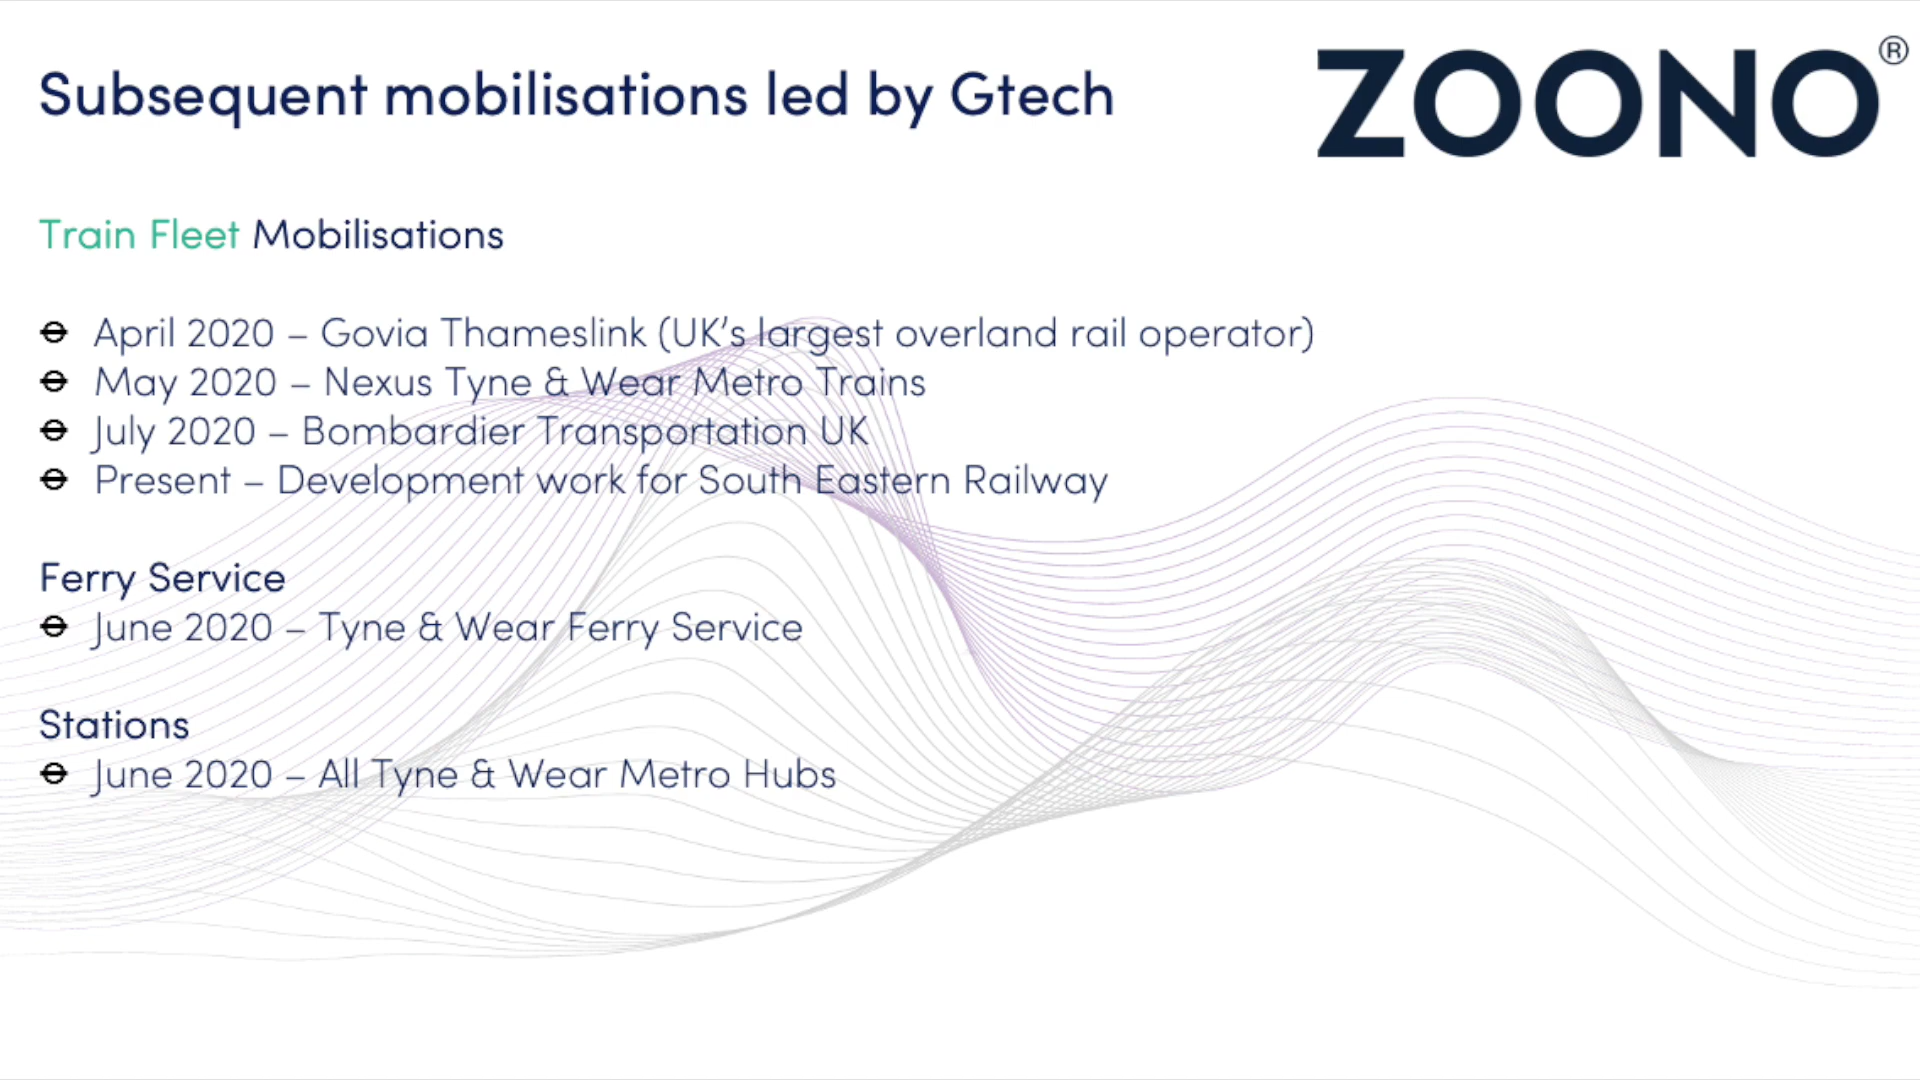 Subsequent mobilisations led by Gtech
ZOONO®
Train Fleet Mobilisations
April 2020 – Govia Thameslink (UK's largest overland rail operator)
May 2020 – Nexus Tyne & Wear Metro Trains
July 2020 – Bombardier Transportation UK
Present – Development work for South Eastern Railway
Ferry Service
June 2020 – Tyne & Wear Ferry Service
Stations
June 2020 – All Tyne & Wear Metro Hubs